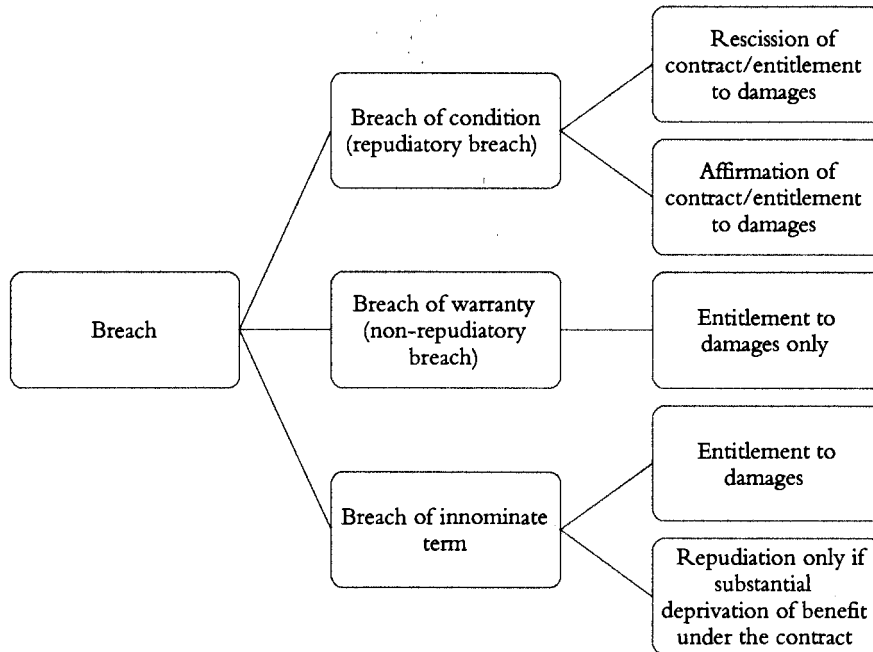 Breach
Breach of condition
(repudiatory breach)
Rescission of
contract/entitlement
to damages
Affirmation of
contract/entitlement
to damages
Breach of warranty
(non-repudiatory
breach)
Entitlement to
damages only
Breach of innominate
term
Entitlement to
damages
Repudiation only if
substantial
deprivation of benefit
under the contract